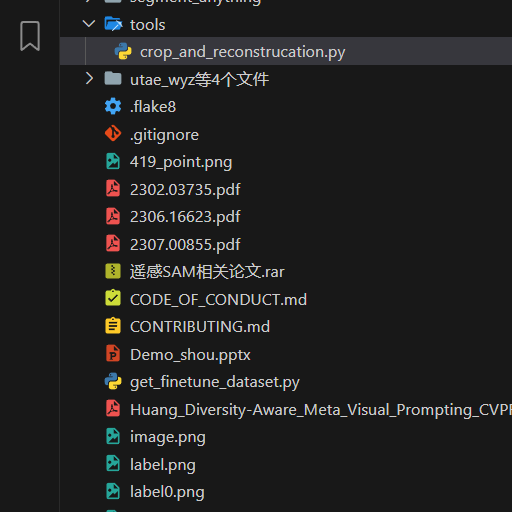 segment_anything
tools
crop_and_reconstrucation.py
utae_wyz等4个文件
.flake8
.gitignore
419_point.png
2302.03735.pdf
2306.16623.pdf
2307.00855.pdf
遥感SAM相关论文.rar
CODE_OF_CONDUCT.md
CONTRIBUTING.md
Demo_shou.pptx
get_finetune_dataset.py
Huang_Diversity-Aware_Meta_Visual_Prompting_CVPR
image.png
label.png
label0.png